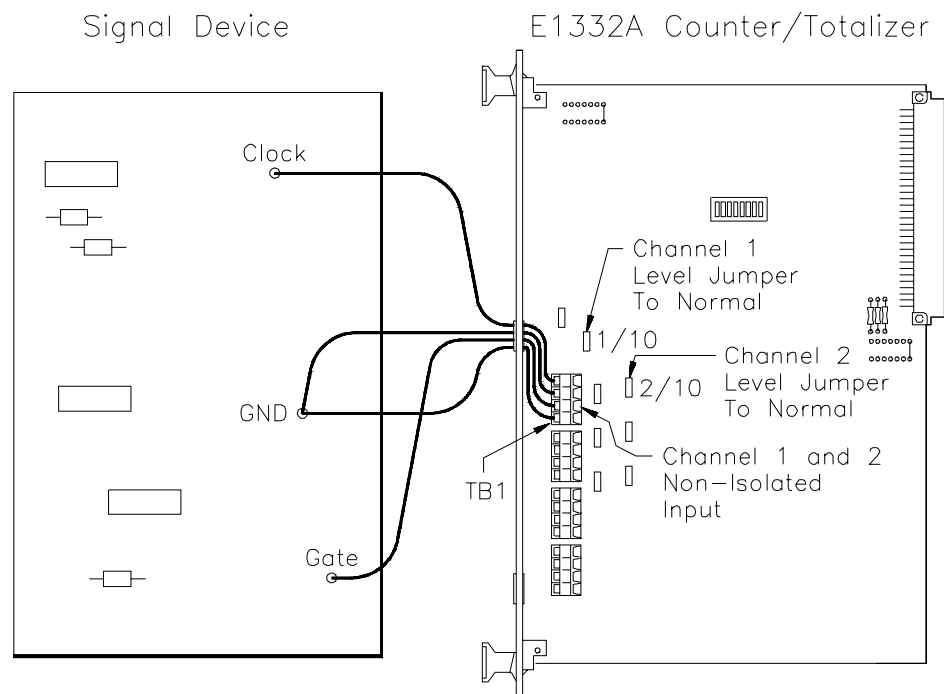 Signal Device
E1332A Counter/Totalizer
Clock
Channel 1
Level Jumper
To Normal
1/10
Channel 2
Level Jumper
To Normal
2/10
GND
TB1
Channel 1 and 2
Non-Isolated
Input
Gate